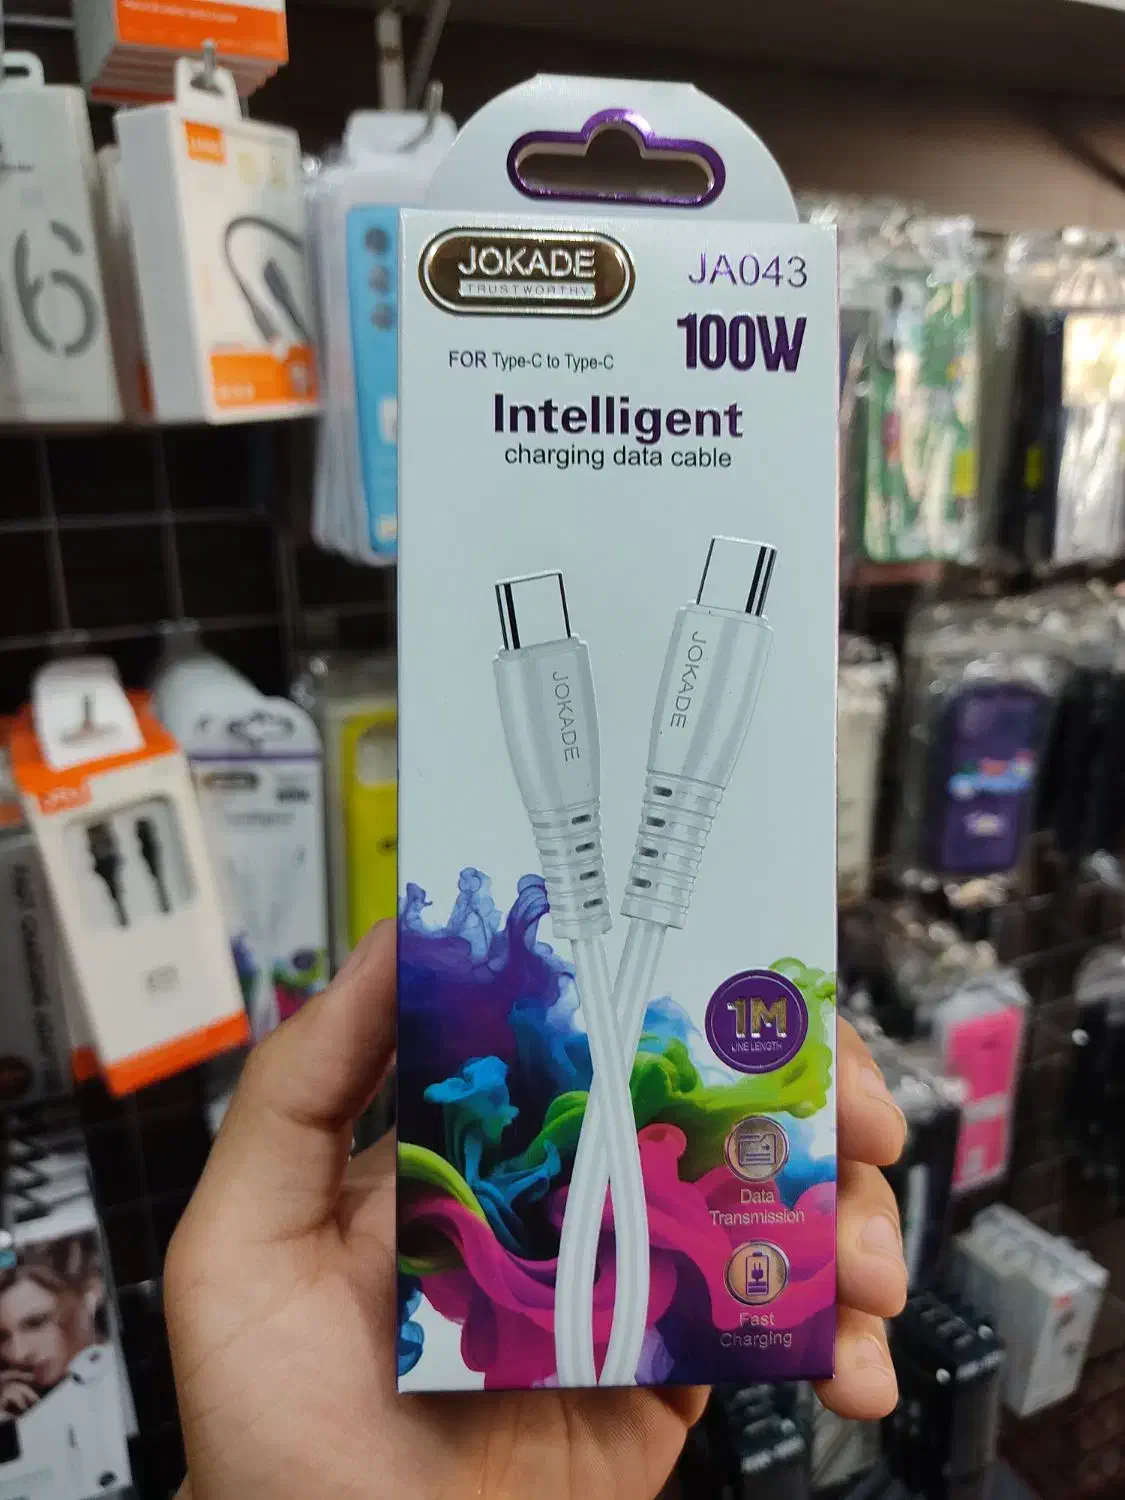 JOKADE
TRUSTWORTHY
JA043
100W
FOR Type-C to Type-C
Intelligent
charging data cable
JOKADE
JOKADE
1M
LINE LENGTH
Data
Transmission
Fast
Charging
6